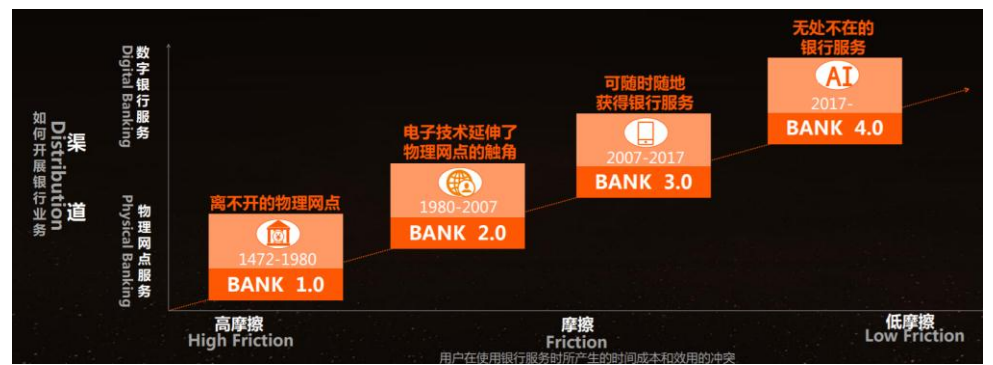 无处不在的
银行服务
AI
2017-
BANK 4.0
可随时随地
获得银行服务
2007-2017
BANK 3.0
电子技术延伸了
物理网点的触角
1980-2007
BANK 2.0
离不开的物理网点
1472-1980
BANK 1.0
数字银行服务
Digital Banking
物理网点服务
Physical Banking
渠道
Distribution
如何开展银行业务
高摩擦
High Friction
摩擦
Friction
用户在使用银行服务时所产生的时间成本和效用的冲突
低摩擦
Low Friction